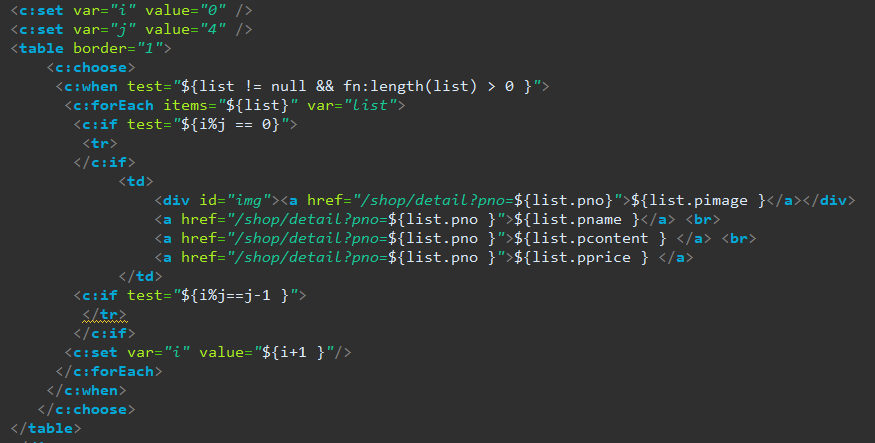 <c:set var="i" value="0" />
<c:set var="j" value="4" />
<table border="1">
<c:choose>
<c:when test="${list != null && fn:length(list) > 0 }">
<c:forEach items="${list}" var="list">
<c:if test="${i%j == 0}">
<tr>
</c:if>
<td>
<div id="img"><a href="/shop/detail?pno=${list.pno}">${list.pimage }</a></div>
<a href="/shop/detail?pno=${list.pno }">${list.pname }</a> <br>
<a href="/shop/detail?pno=${list.pno }">${list.pcontent } </a> <br>
<a href="/shop/detail?pno=${list.pno }">${list.pprice } </a>
</td>
<c:if test="${i%j==j-1 }">
</tr>
</c:if>
<c:set var="i" value="${i+1 }"/>
</c:forEach>
</c:when>
</c:choose>
</table>